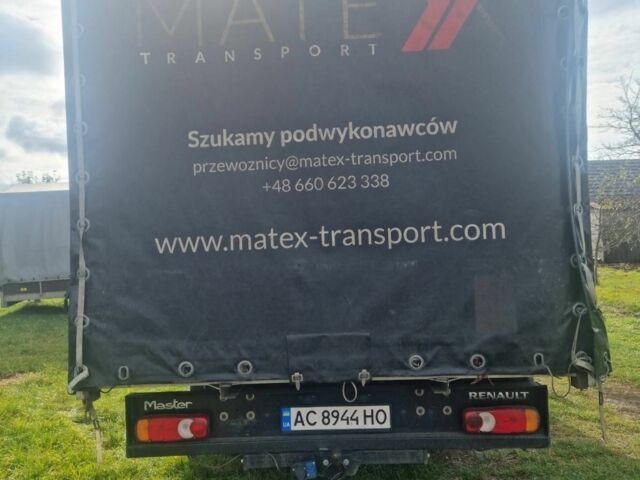 MATEX
TRANSPORT
Szukamy podwykonawców
przewoznicy@matex-transport.com
+48 660 623 338
www.matex-transport.com
Master
RENAULT
UA
AC 8944 HO